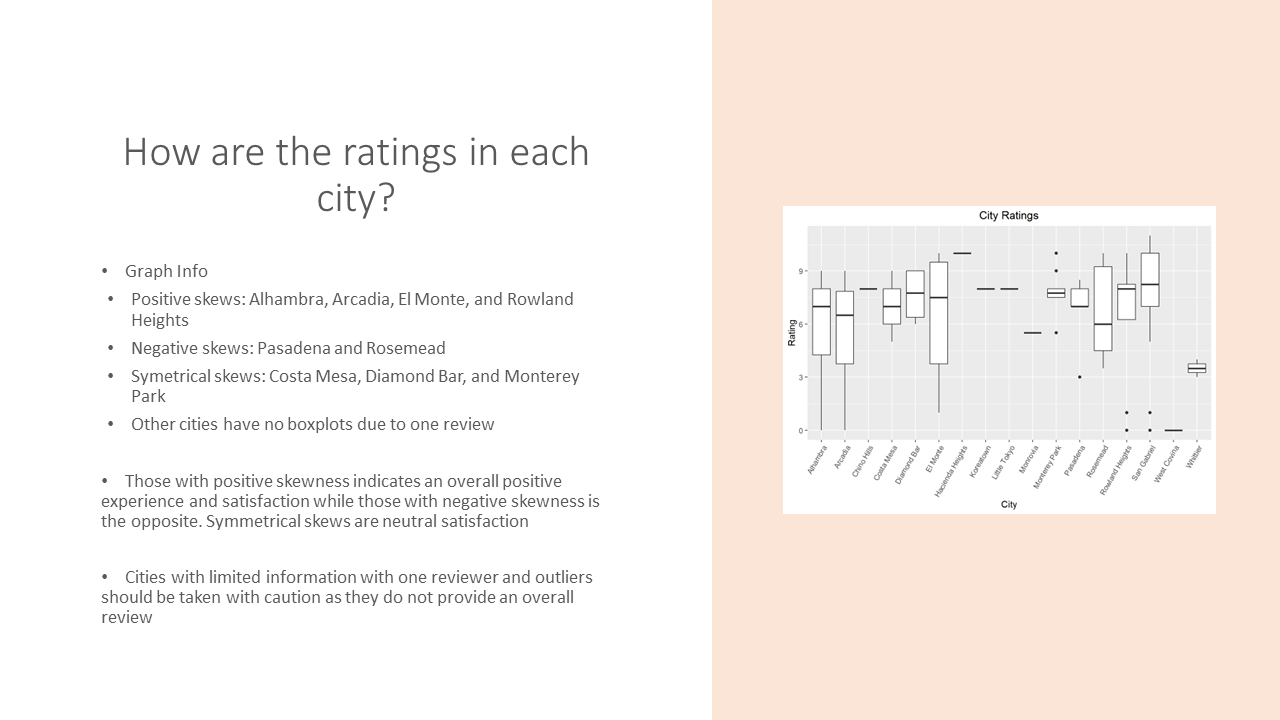 How are the ratings in each
city?
• Graph Info
• Positive skews: Alhambra, Arcadia, El Monte, and Rowland
Heights
• Negative skews: Pasadena and Rosemead
• Symetrical skews: Costa Mesa, Diamond Bar, and Monterey
Park
• Other cities have no boxplots due to one review
• Those with positive skewness indicates an overall positive
experience and satisfaction while those with negative skewness is
the opposite. Symmetrical skews are neutral satisfaction
• Cities with limited information with one reviewer and outliers
should be taken with caution as they do not provide an overall
review
City Ratings
Rating
9
6
3
0
Alhambra
Arcadia
Chino Hills
Costa Mesa
Diamond Bar
El Monte
Hacienda Heights
Koreatown
Little Tokyo
Monrovia
Monterey Park
Pasadena
Rosemead
Rowland Heights
San Gabriel
West Covina
Whittier
City